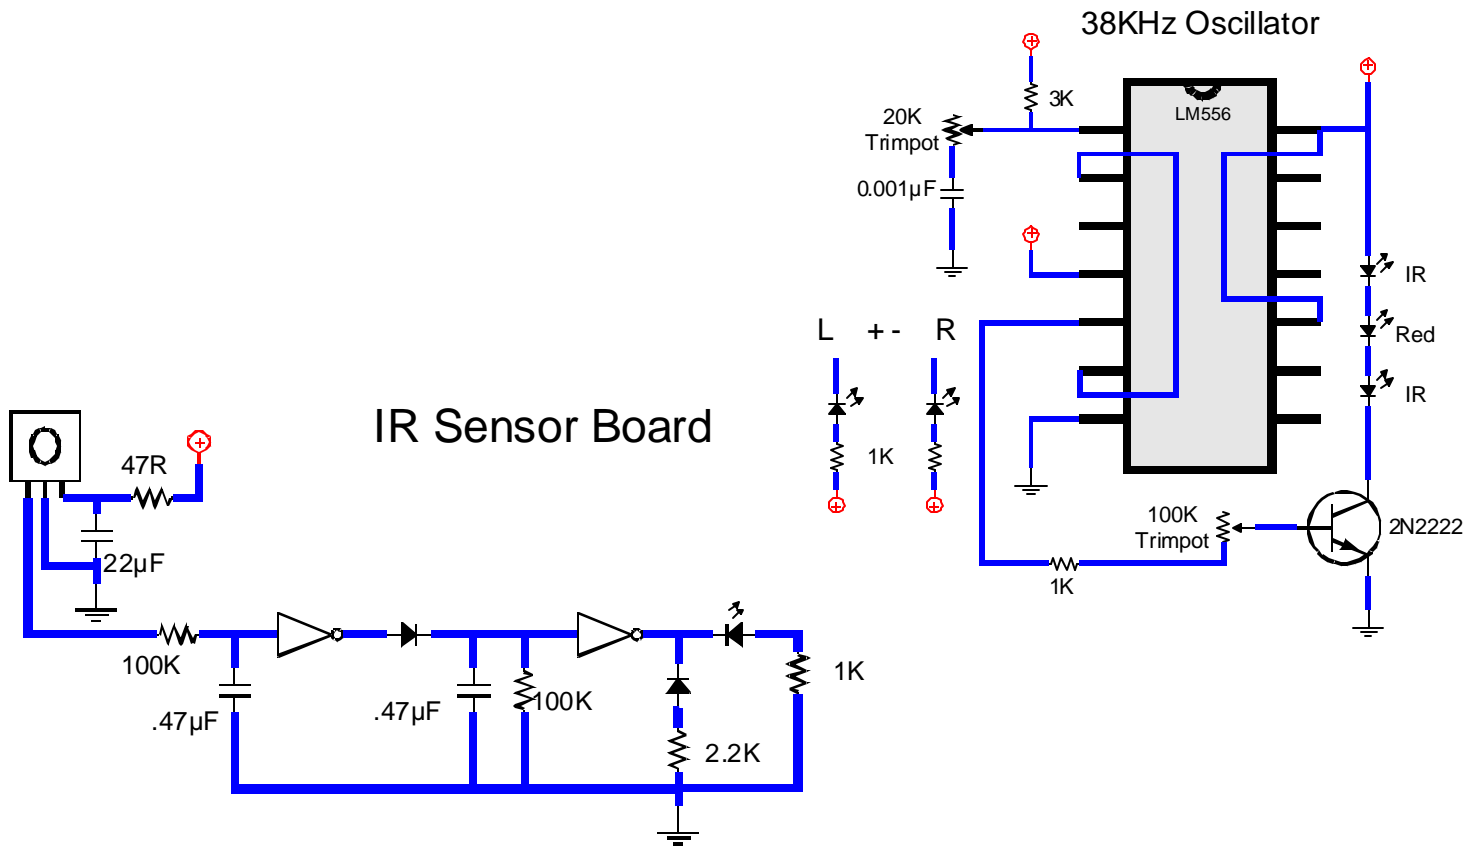 38KHz Oscillator
3K
LM556
20K
Trimpot
0.001µF
IR
L + - R
Red
IR
1K
IR Sensor Board
47R
22µF
100K
Trimpot
2N2222
1K
100K
.47µF
.47µF
100K
2.2K
1K